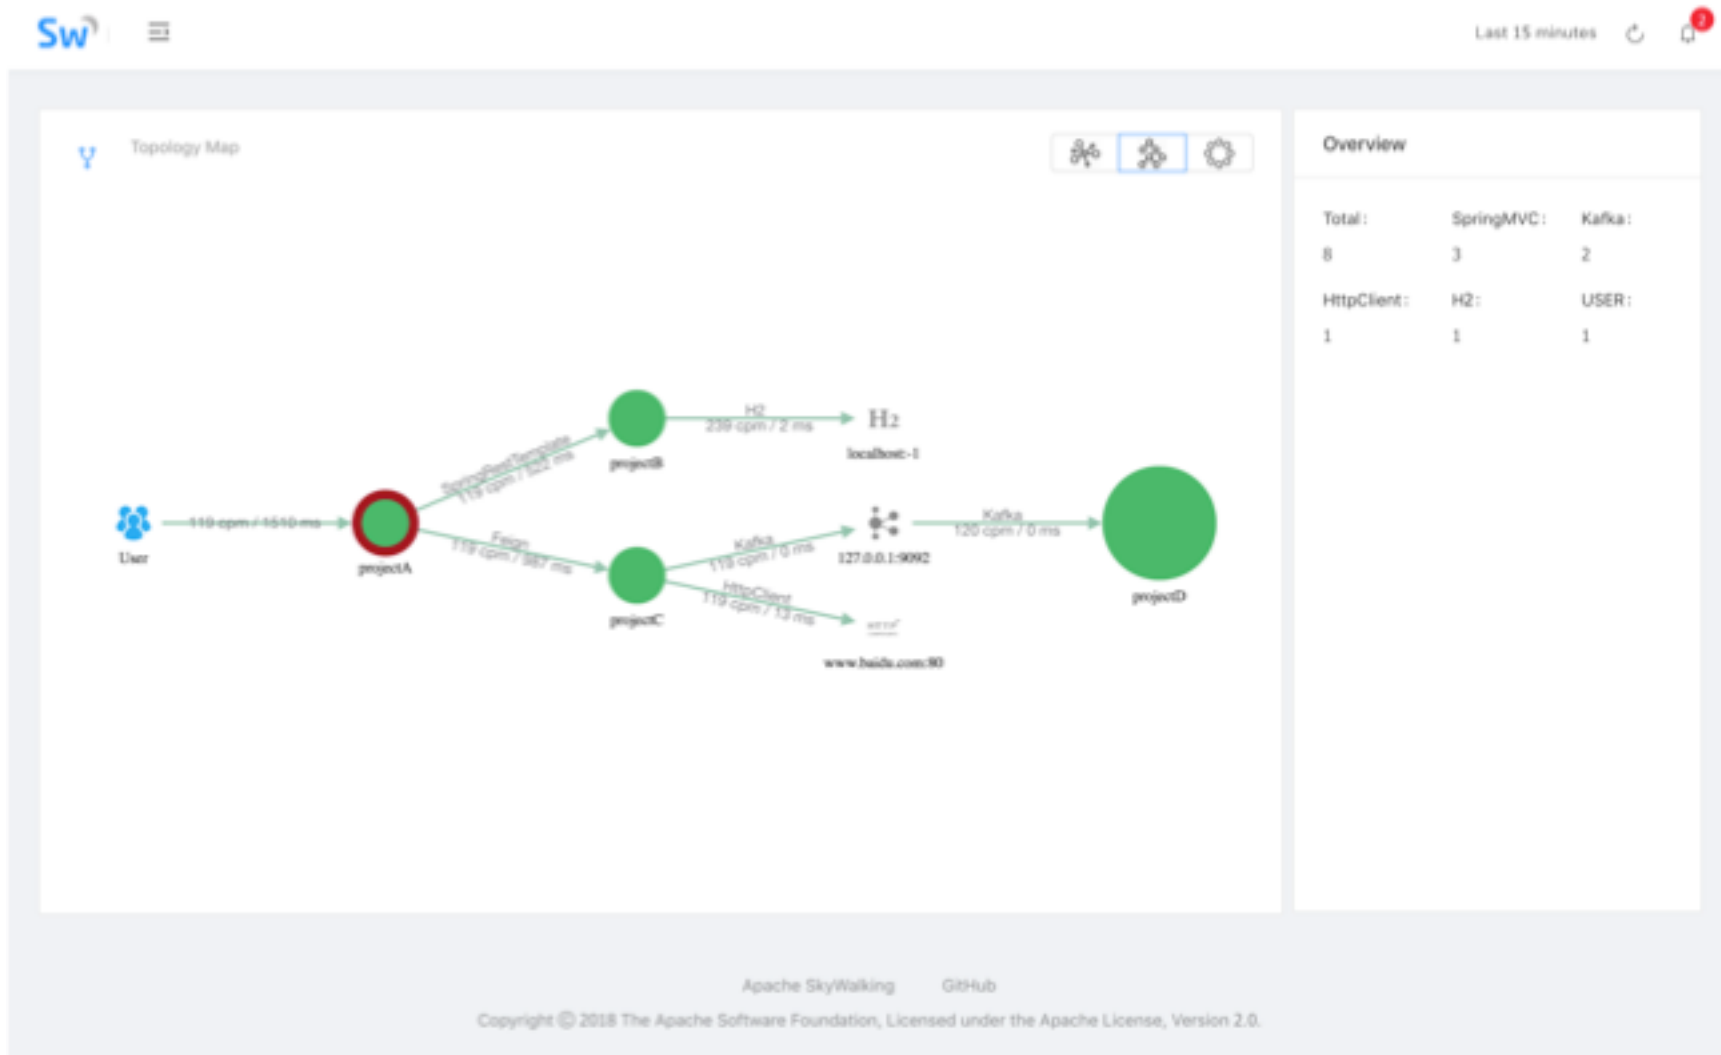 Sw
Last 15 minutes
2
Topology Map
Overview
Total:
SpringMVC:
Kafka:
8
3
2
HttpClient:
H2:
USER:
1
1
1
H2
239 cpm / 2 ms
H2
localhost:-1
SpringRestTemplate
119 cpm / 522 ms
projectB
119 cpm / 1510 ms
User
projectA
Feign
119 cpm / 987 ms
projectC
Kafka
119 cpm / 0 ms
127.0.0.1:9092
Kafka
120 cpm / 0 ms
projectD
HttpClient
119 cpm / 13 ms
HTTP
www.baidu.com:80
Apache SkyWalking
GitHub
Copyright © 2018 The Apache Software Foundation, Licensed under the Apache License, Version 2.0.